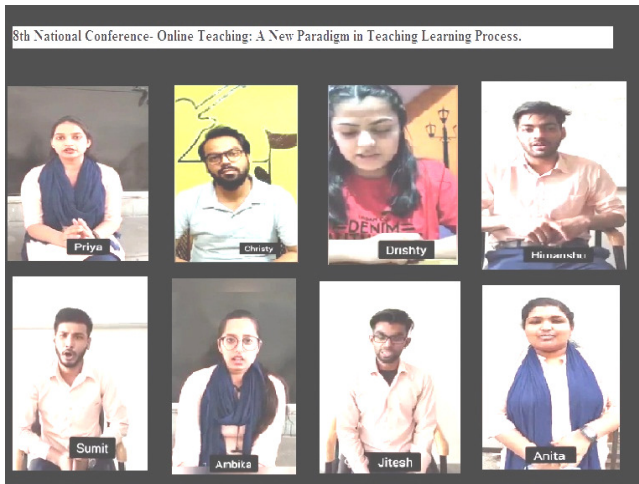 8th National Conference- Online Teaching: A New Paradigm in Teaching Learning Process.
Priya
Christy
Drishty
Himanshu
DENIM
Sumit
Ambika
Jitesh
Anita